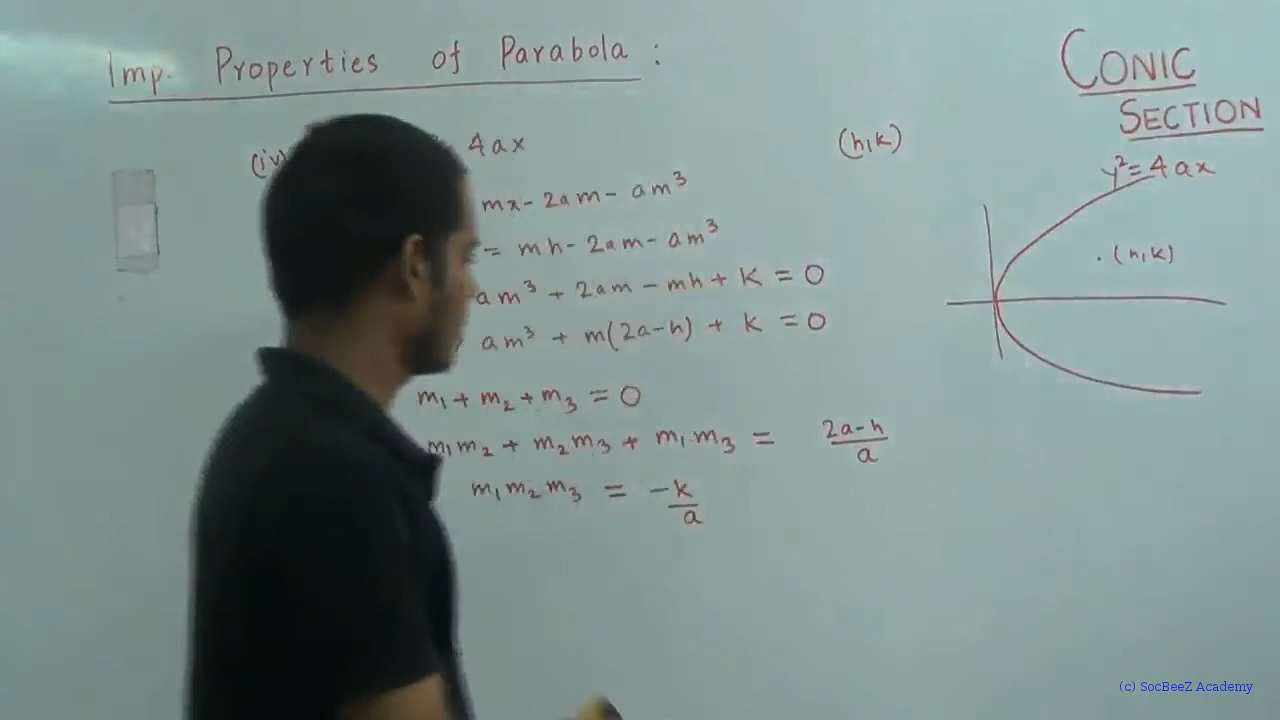 Imp. Properties of Parabola :
CONIC
SECTION
(iv) 4ax
(h,k)
y² = 4ax
mx - 2am - am³
= mh - 2am - am³
.(h,k)
am³ + 2am - mh + k = 0
am³ + m(2a-h) + k = 0
m₁ + m₂ + m₃ = 0
m₁m₂ + m₂m₃ + m₁m₃ = 2a-h/a
m₁m₂m₃ = -k/a
(c) SocBeeZ Academy